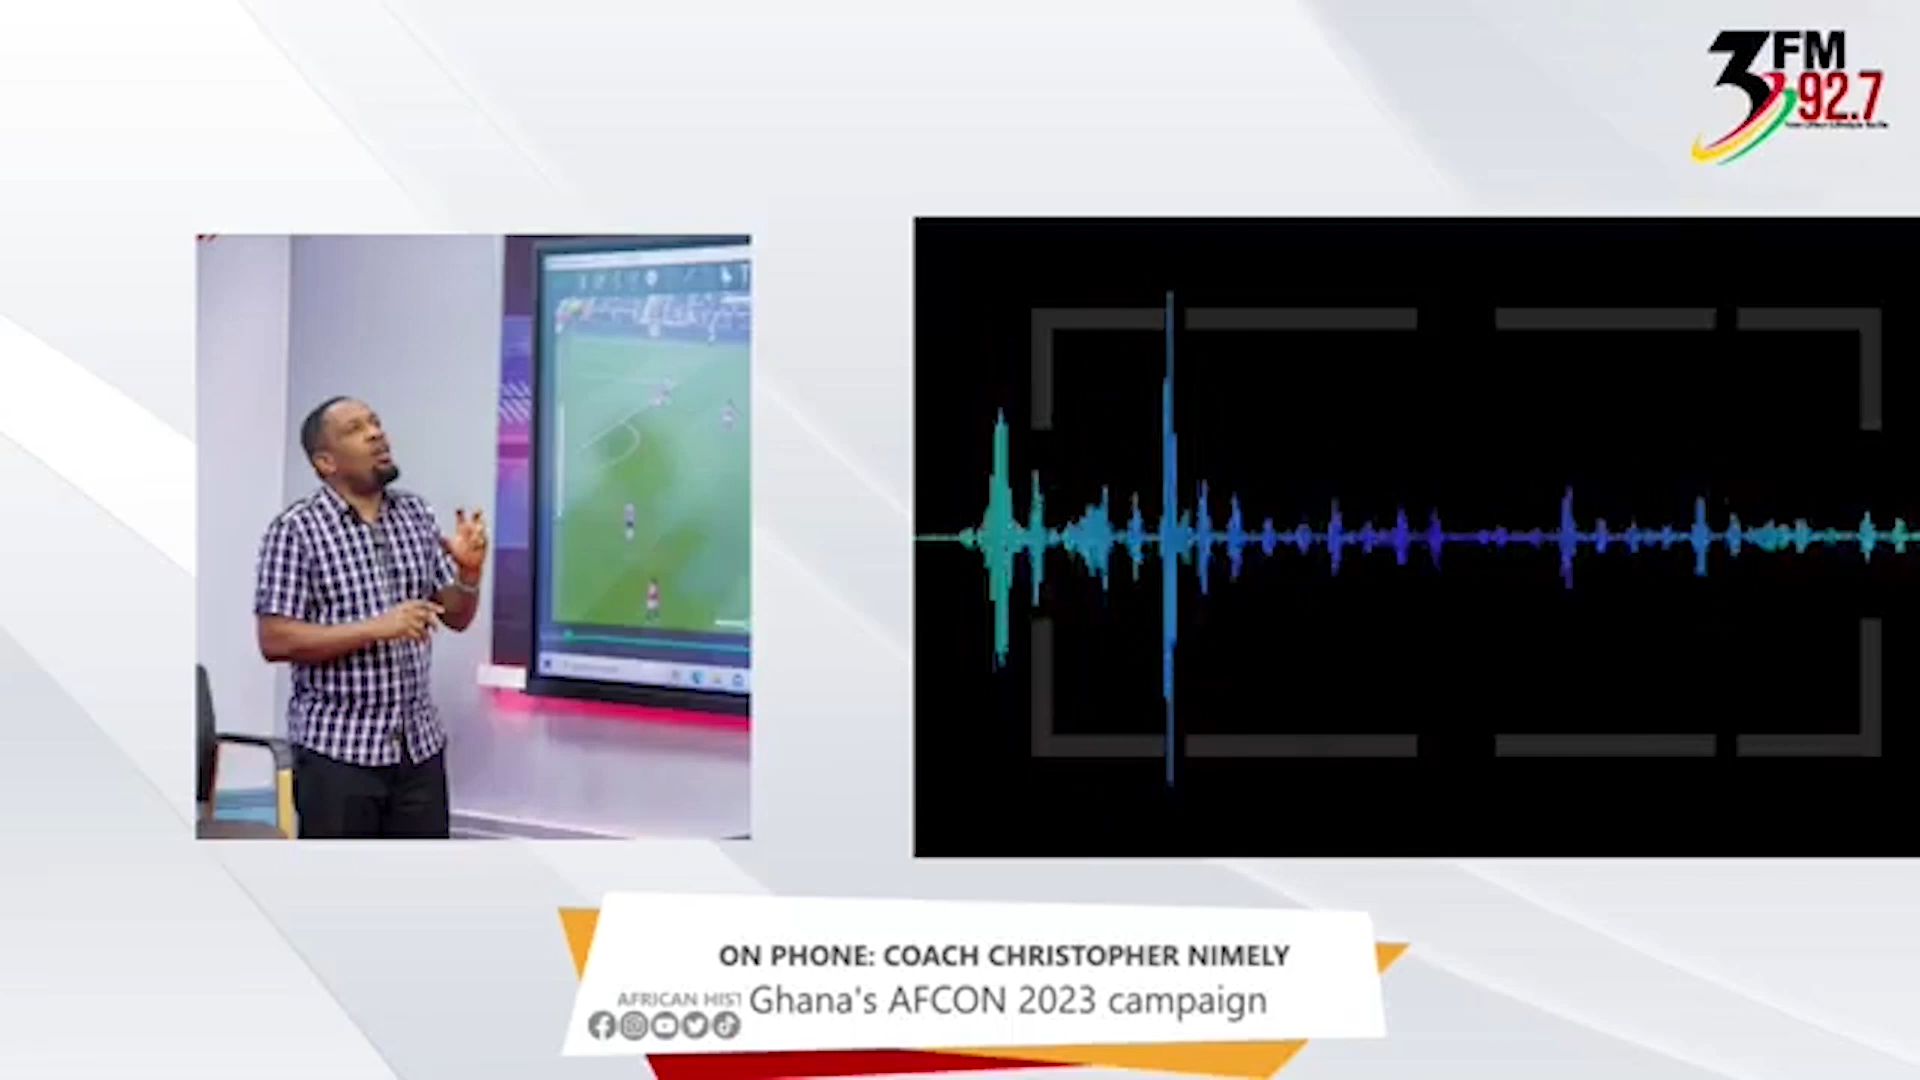 3FM
92.7
ON PHONE: COACH CHRISTOPHER NIMELY
AFRICAN HIST
Ghana's AFCON 2023 campaign